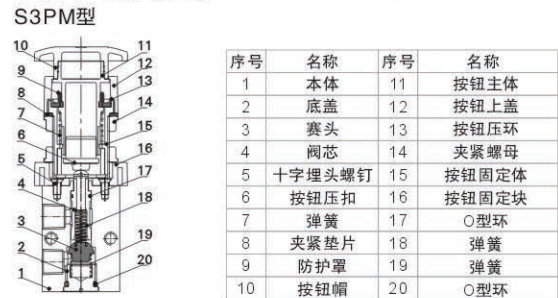 S3PM型
10
9
8
7
6
5
4
3
2
1
11
12
13
14
15
16
17
18
19
20
序号 名称 序号 名称
1 本体 11 按钮主体
2 底盖 12 按钮上盖
3 赛头 13 按钮压环
4 阀芯 14 夹紧螺母
5 十字埋头螺钉 15 按钮固定体
6 按钮压扣 16 按钮固定块
7 弹簧 17 O型环
8 夹紧垫片 18 弹簧
9 防护罩 19 弹簧
10 按钮帽 20 O型环